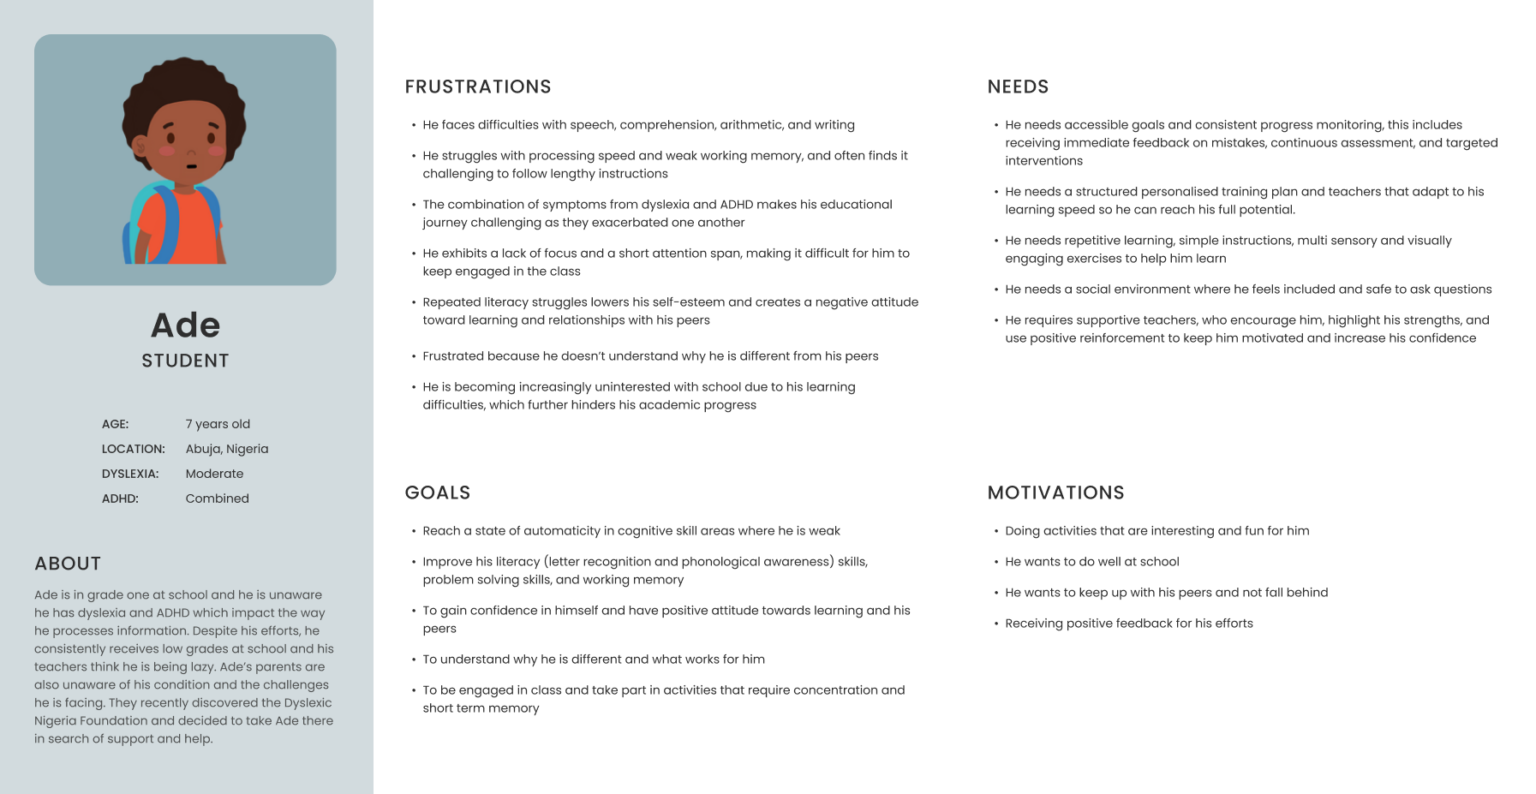 Ade
STUDENT
AGE: 7 years old
LOCATION: Abuja, Nigeria
DYSLEXIA: Moderate
ADHD: Combined
ABOUT
Ade is in grade one at school and he is unaware
he has dyslexia and ADHD which impact the way
he processes information. Despite his efforts, he
consistently receives low grades at school and his
teachers think he is being lazy. Ade's parents are
also unaware of his condition and the challenges
he is facing. They recently discovered the Dyslexic
Nigeria Foundation and decided to take Ade there
in search of support and help.
FRUSTRATIONS
• He faces difficulties with speech, comprehension, arithmetic, and writing
• He struggles with processing speed and weak working memory, and often finds it
challenging to follow lengthy instructions
• The combination of symptoms from dyslexia and ADHD makes his educational
journey challenging as they exacerbated one another
• He exhibits a lack of focus and a short attention span, making it difficult for him to
keep engaged in the class
• Repeated literacy struggles lowers his self-esteem and creates a negative attitude
toward learning and relationships with his peers
• Frustrated because he doesn't understand why he is different from his peers
• He is becoming increasingly uninterested with school due to his learning
difficulties, which further hinders his academic progress
NEEDS
• He needs accessible goals and consistent progress monitoring, this includes
receiving immediate feedback on mistakes, continuous assessment, and targeted
interventions
• He needs a structured personalised training plan and teachers that adapt to his
learning speed so he can reach his full potential.
• He needs repetitive learning, simple instructions, multi sensory and visually
engaging exercises to help him learn
• He needs a social environment where he feels included and safe to ask questions
• He requires supportive teachers, who encourage him, highlight his strengths, and
use positive reinforcement to keep him motivated and increase his confidence
GOALS
• Reach a state of automaticity in cognitive skill areas where he is weak
• Improve his literacy (letter recognition and phonological awareness) skills,
problem solving skills, and working memory
• To gain confidence in himself and have positive attitude towards learning and his
peers
• To understand why he is different and what works for him
• To be engaged in class and take part in activities that require concentration and
short term memory
MOTIVATIONS
• Doing activities that are interesting and fun for him
• He wants to do well at school
• He wants to keep up with his peers and not fall behind
• Receiving positive feedback for his efforts